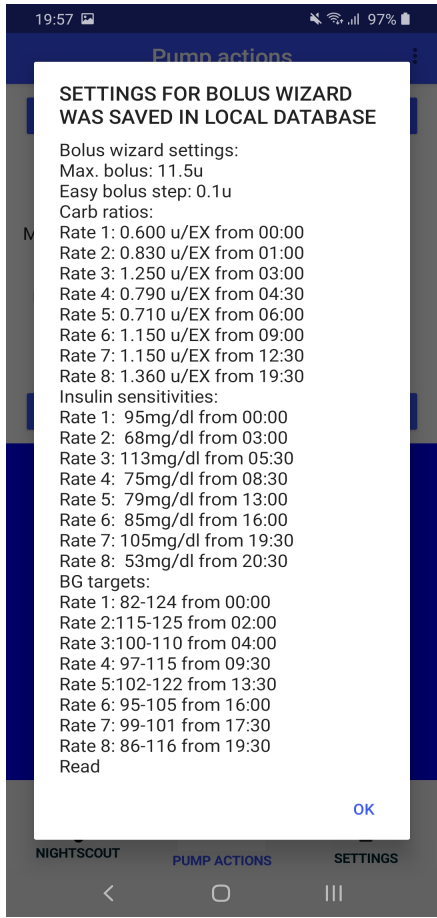 19:57 97%
Pump actions
SETTINGS FOR BOLUS WIZARD
WAS SAVED IN LOCAL DATABASE
Bolus wizard settings:
Max. bolus: 11.5u
Easy bolus step: 0.1u
Carb ratios:
Rate 1: 0.600 u/EX from 00:00
Rate 2: 0.830 u/EX from 01:00
Rate 3: 1.250 u/EX from 03:00
Rate 4: 0.790 u/EX from 04:30
Rate 5: 0.710 u/EX from 06:00
Rate 6: 1.150 u/EX from 09:00
Rate 7: 1.150 u/EX from 12:30
Rate 8: 1.360 u/EX from 19:30
Insulin sensitivities:
Rate 1:  95mg/dl from 00:00
Rate 2:  68mg/dl from 03:00
Rate 3: 113mg/dl from 05:30
Rate 4:  75mg/dl from 08:30
Rate 5:  79mg/dl from 13:00
Rate 6:  85mg/dl from 16:00
Rate 7: 105mg/dl from 19:30
Rate 8:  53mg/dl from 20:30
BG targets:
Rate 1: 82-124 from 00:00
Rate 2:115-125 from 02:00
Rate 3:100-110 from 04:00
Rate 4: 97-115 from 09:30
Rate 5:102-122 from 13:30
Rate 6: 95-105 from 16:00
Rate 7: 99-101 from 17:30
Rate 8: 86-116 from 19:30
Read
OK
NIGHTSCOUT PUMP ACTIONS SETTINGS